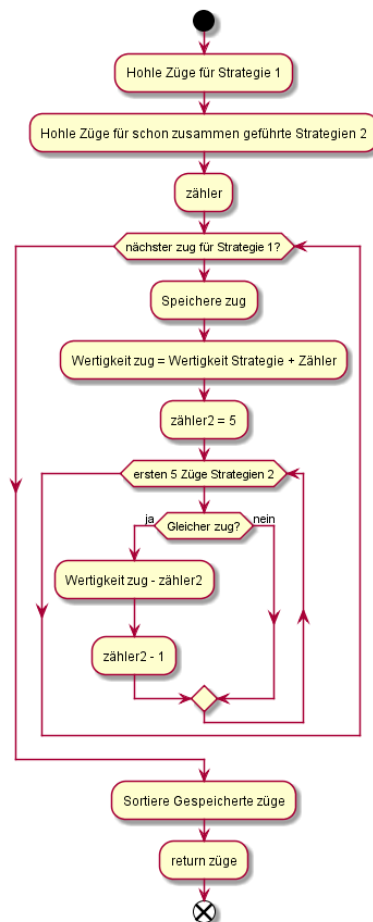 Hohle Züge für Strategie 1
Hohle Züge für schon zusammen geführte Strategien 2
zähler
nächster zug für Strategie 1?
Speichere zug
Wertigkeit zug = Wertigkeit Strategie + Zähler
zähler2 = 5
ersten 5 Züge Strategien 2
ja
Gleicher zug?
nein
Wertigkeit zug - zähler2
zähler2 - 1
Sortiere Gespeicherte züge
return züge